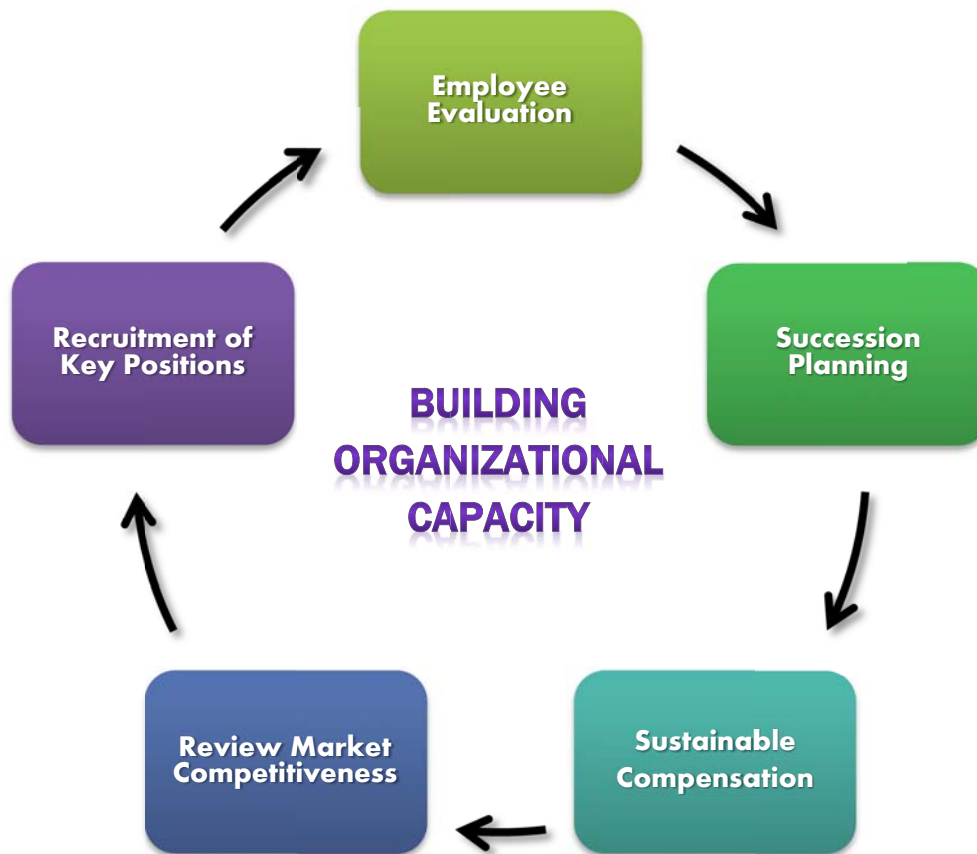 Employee
Evaluation
Succession
Planning
Sustainable
Compensation
Review Market
Competitiveness
Recruitment of
Key Positions
BUILDING
ORGANIZATIONAL
CAPACITY